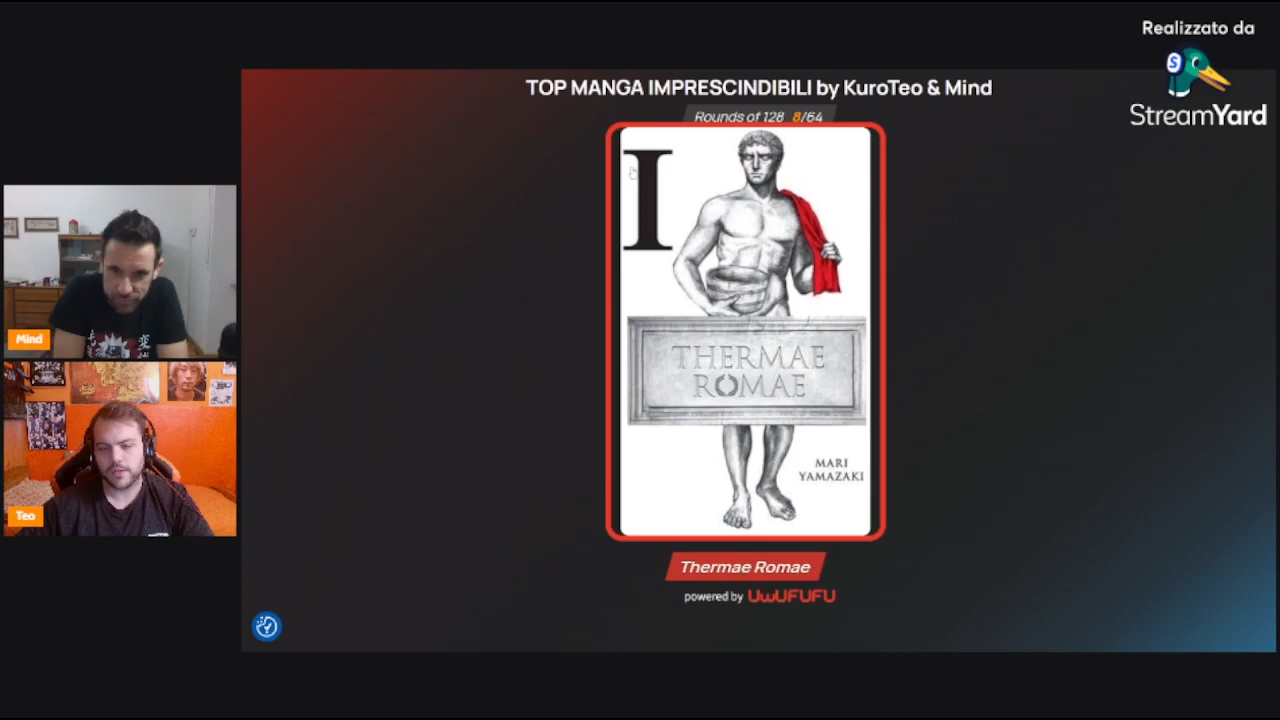 Realizzato da
S
StreamYard
TOP MANGA IMPRESCINDIBILI by KuroTeo & Mind
Rounds of 128 8/64
I
THERMAE
ROMAE
MARI
YAMAZAKI
Thermae Romae
powered by UwUFUFU
Mind
Teo